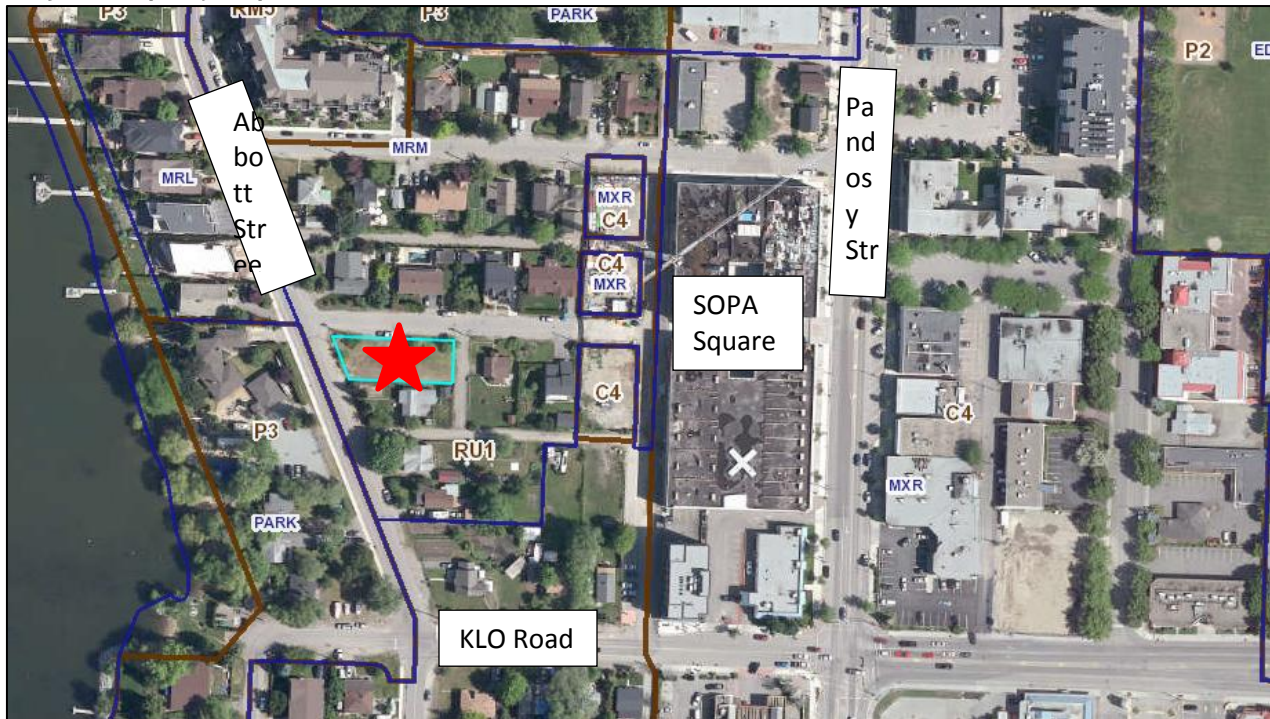 P3
RM5
P3
PARK
P2
Ab
bo
tt
Str
ee
Pa
nd
os
y
Str
MRM
MRL
MXR
C4
C4
MXR
SOPA
Square
C4
C4
P3
RU1
MXR
PARK
KLO Road